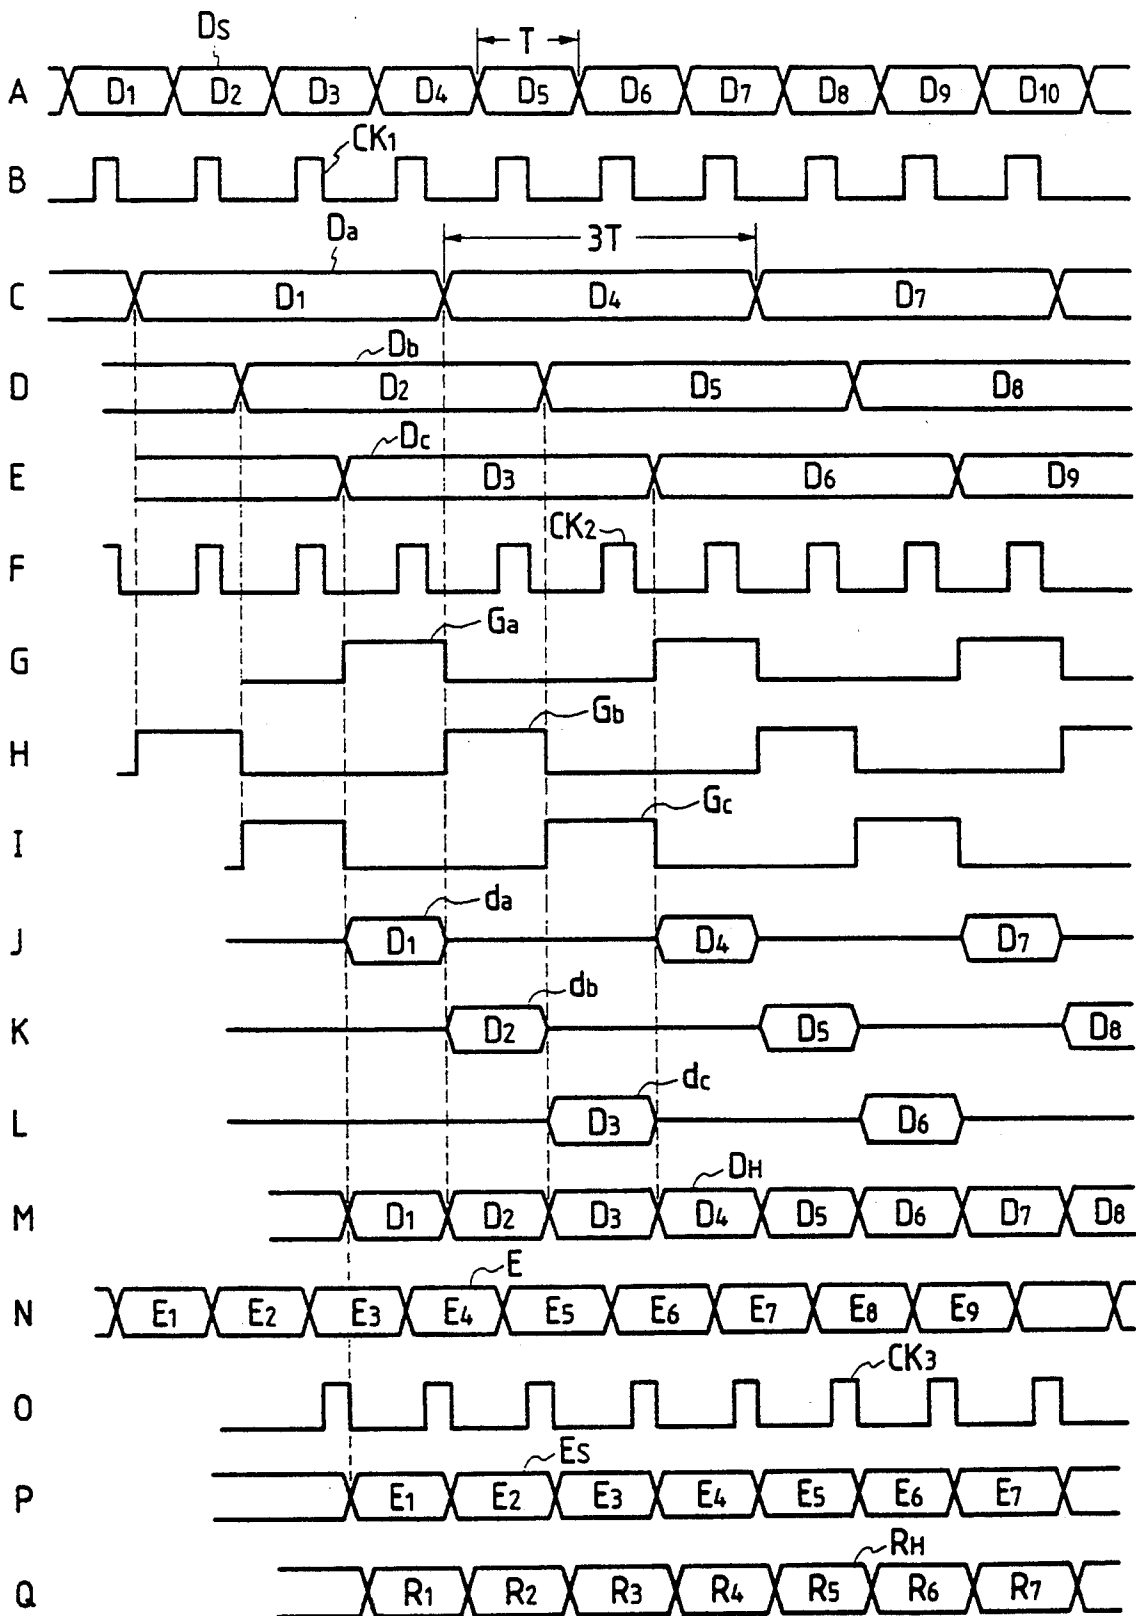 Ds T
A D1 D2 D3 D4 D5 D6 D7 D8 D9 D10
CK1
B
Da 3T
C D1 D4 D7
Db
D D2 D5 D8
Dc
E D3 D6 D9
CK2
F
Ga
G
Gb
H
Gc
I
da
J D1 D4 D7
db
K D2 D5 D8
dc
L D3 D6
DH
M D1 D2 D3 D4 D5 D6 D7 D8
E
N E1 E2 E3 E4 E5 E6 E7 E8 E9
CK3
O
Es
P E1 E2 E3 E4 E5 E6 E7
RH
Q R1 R2 R3 R4 R5 R6 R7